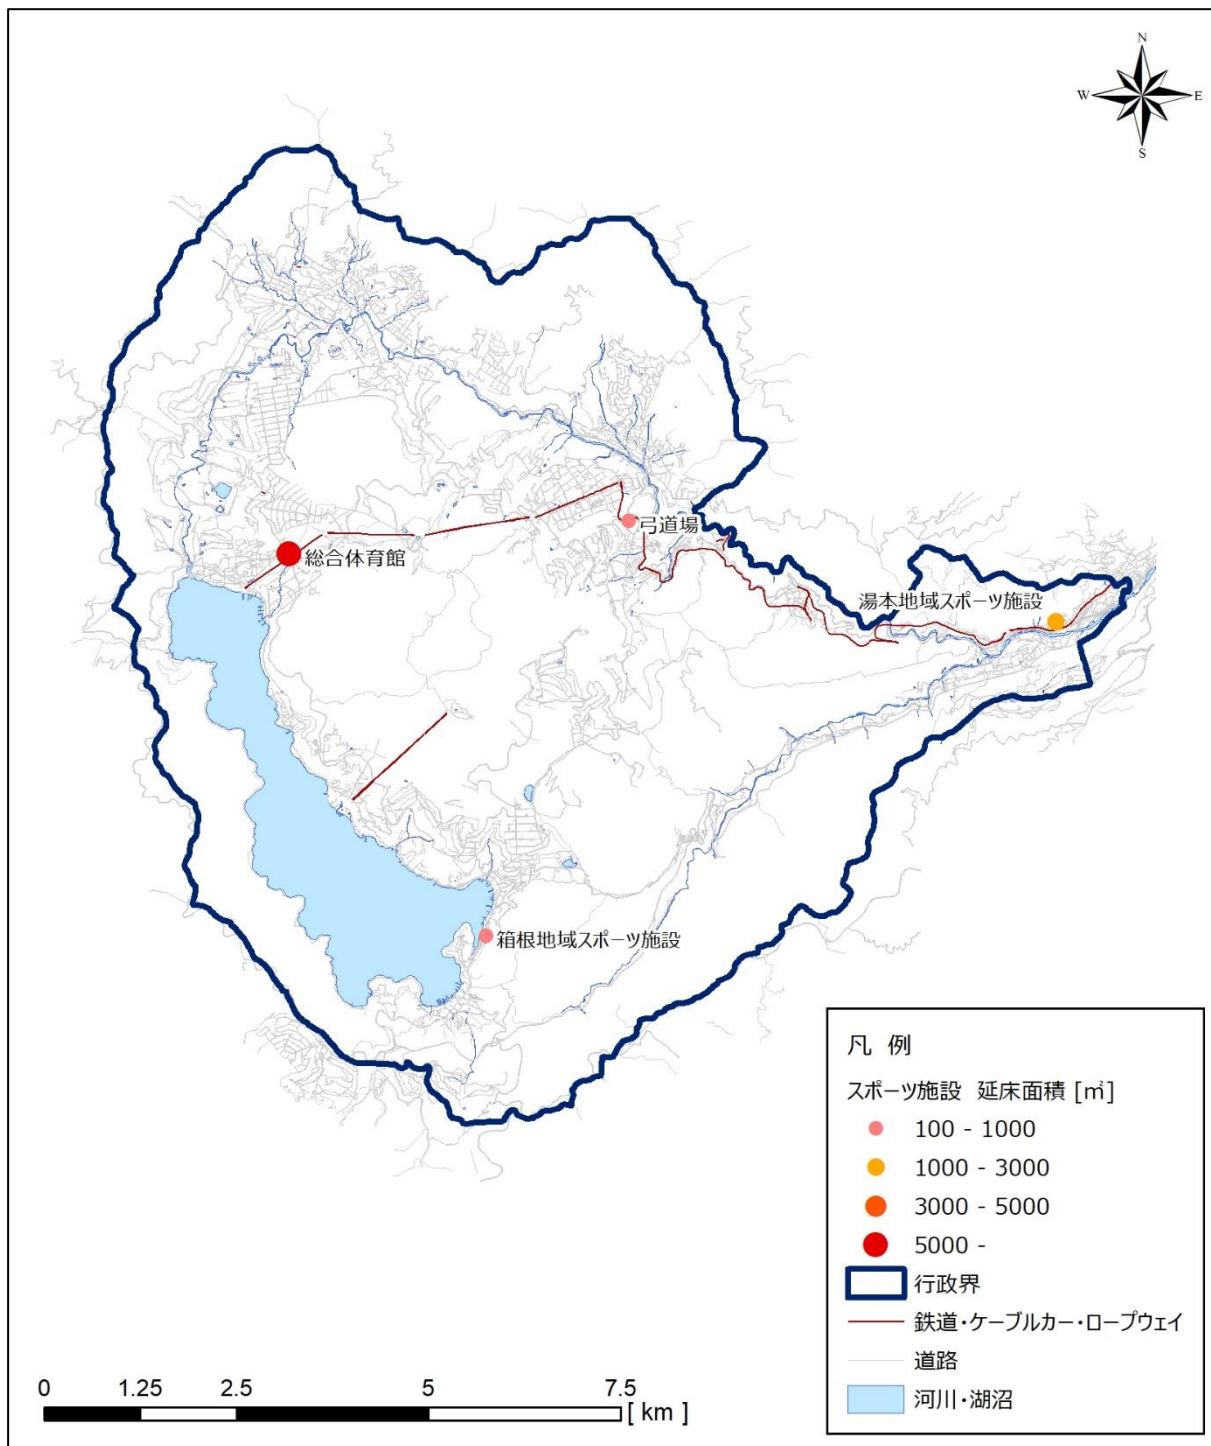 N
W E
S
弓道場
総合体育館
湯本地域スポーツ施設
箱根地域スポーツ施設
凡 例
スポーツ施設 延床面積 [㎡]
100 - 1000
1000 - 3000
3000 - 5000
5000 -
行政界
鉄道・ケーブルカー・ロープウェイ
道路
河川・湖沼
0 1.25 2.5 5 7.5
[ km ]